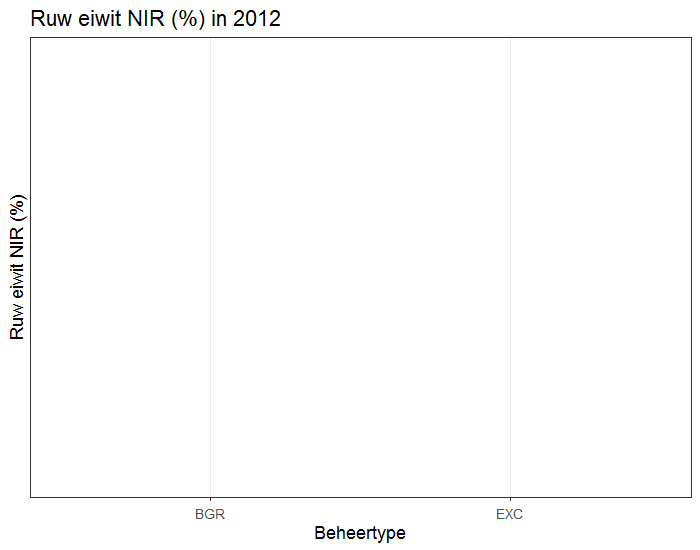 Ruw eiwit NIR (%) in 2012
Ruw eiwit NIR (%)
BGR
EXC
Beheertype